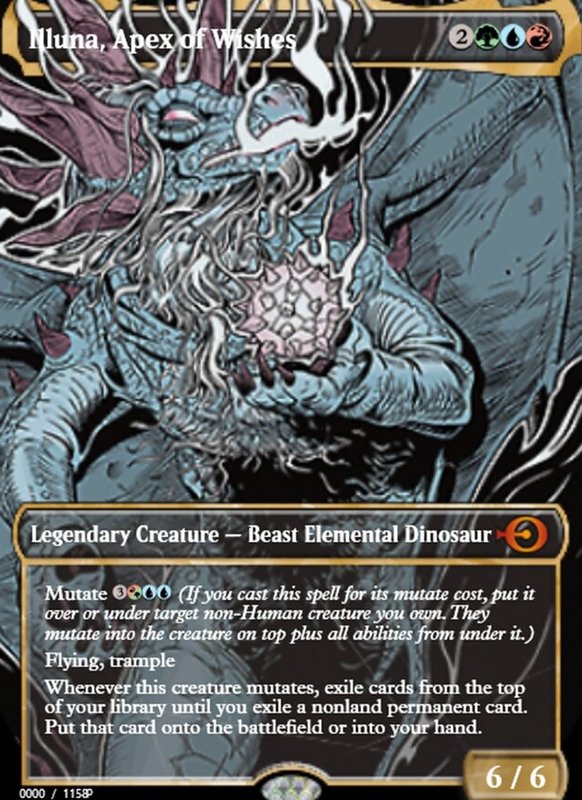 Illuna, Apex of Wishes 2
Legendary Creature — Beast Elemental Dinosaur
Mutate 3 (If you cast this spell for its mutate cost, put it
over or under target non-Human creature you own. They
mutate into the creature on top plus all abilities from under it.)
Flying, trample
Whenever this creature mutates, exile cards from the top
of your library until you exile a nonland permanent card.
Put that card onto the battlefield or into your hand.
6/6
0000 / 1158P